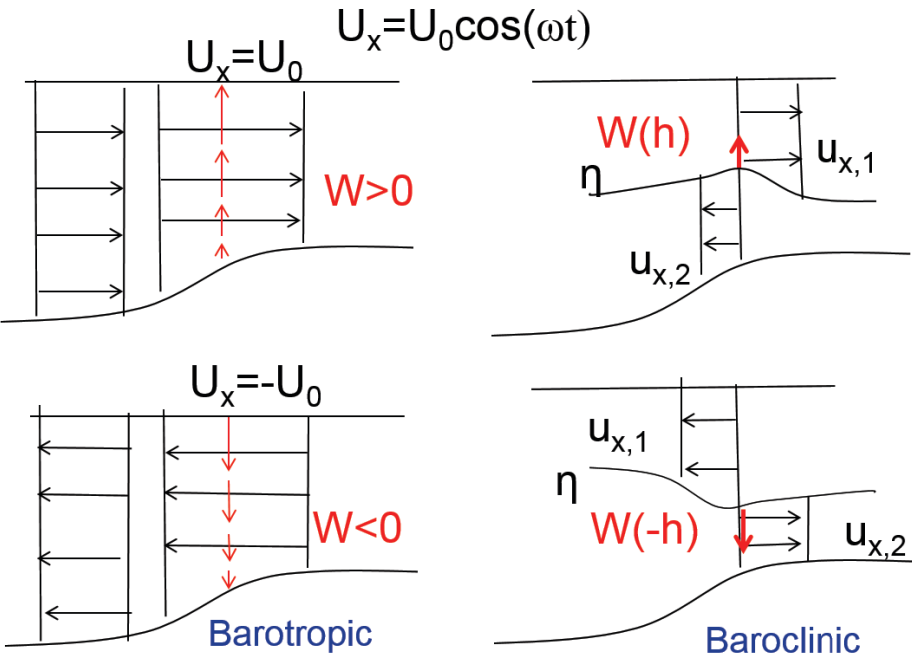 Uₓ=U₀cos(ωt)
Uₓ=U₀
W>0
W(h)
uₓ,₁
η
uₓ,₂
Uₓ=-U₀
W<0
uₓ,₁
η
W(-h)
uₓ,₂
Barotropic
Baroclinic